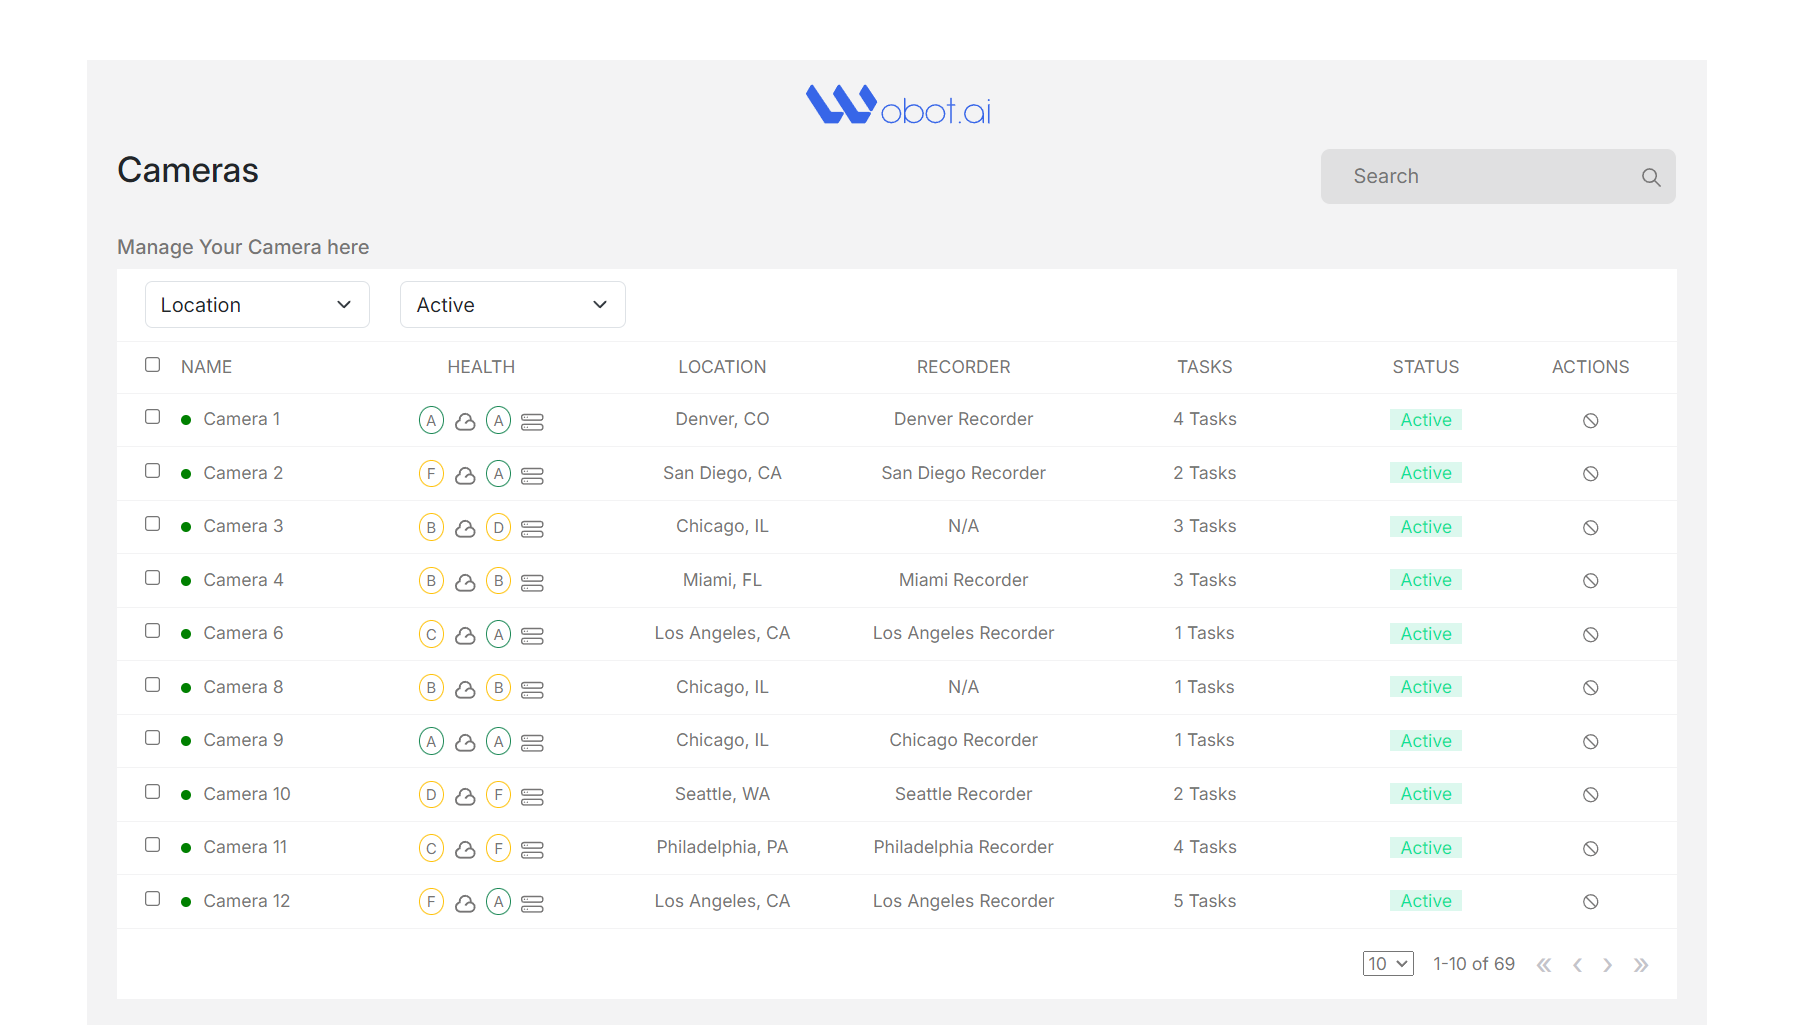 Wobot.ai
Cameras
Search
Manage Your Camera here
Location Active
NAME HEALTH LOCATION RECORDER TASKS STATUS ACTIONS
Camera 1 A A Denver, CO Denver Recorder 4 Tasks Active
Camera 2 F A San Diego, CA San Diego Recorder 2 Tasks Active
Camera 3 B D Chicago, IL N/A 3 Tasks Active
Camera 4 B B Miami, FL Miami Recorder 3 Tasks Active
Camera 6 C A Los Angeles, CA Los Angeles Recorder 1 Tasks Active
Camera 8 B B Chicago, IL N/A 1 Tasks Active
Camera 9 A A Chicago, IL Chicago Recorder 1 Tasks Active
Camera 10 D F Seattle, WA Seattle Recorder 2 Tasks Active
Camera 11 C F Philadelphia, PA Philadelphia Recorder 4 Tasks Active
Camera 12 F A Los Angeles, CA Los Angeles Recorder 5 Tasks Active
10 1-10 of 69